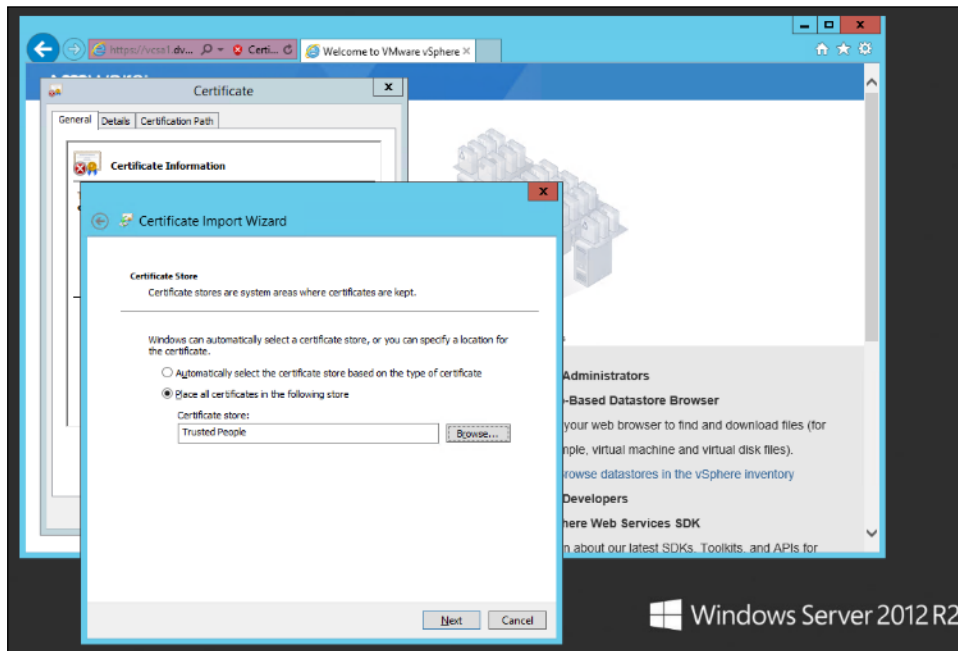 https://vcsa1.dv...
Certi...
Welcome to VMware vSphere
Certificate
General
Details
Certification Path
Certificate Information
Certificate Import Wizard
Certificate Store
Certificate stores are system areas where certificates are kept.
Windows can automatically select a certificate store, or you can specify a location for
the certificate.
Automatically select the certificate store based on the type of certificate
Place all certificates in the following store
Certificate store:
Trusted People
Browse...
Next
Cancel
Administrators
-Based Datastore Browser
your web browser to find and download files (for
mple, virtual machine and virtual disk files).
rowse datastores in the vSphere inventory
Developers
here Web Services SDK
n about our latest SDKs, Toolkits, and APIs for
Windows Server 2012 R2